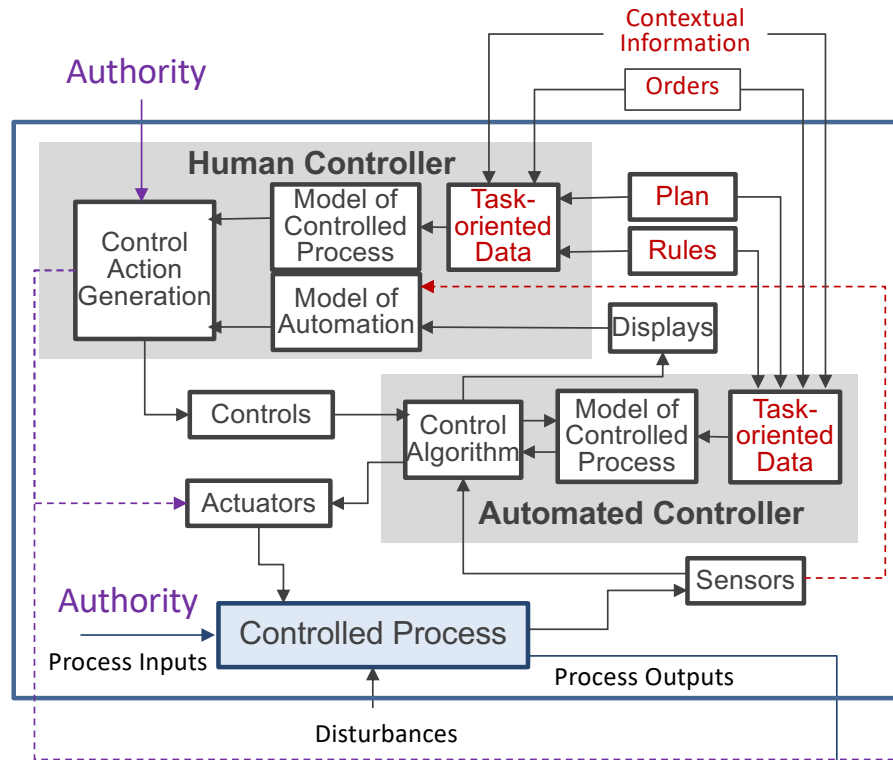 Contextual
Information
Authority
Orders
Human Controller
Model of
Controlled
Process
Task-
oriented
Data
Plan
Rules
Control
Action
Generation
Model of
Automation
Displays
Controls
Control
Algorithm
Model of
Controlled
Process
Task-
oriented
Data
Actuators
Automated Controller
Sensors
Authority
Controlled Process
Process Inputs
Process Outputs
Disturbances